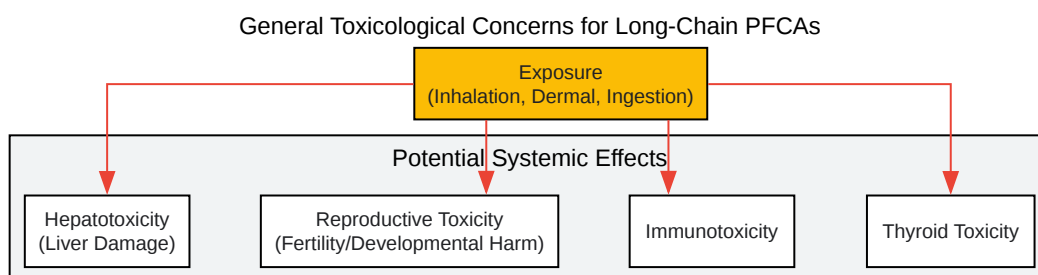 General Toxicological Concerns for Long-Chain PFCAs
Exposure
(Inhalation, Dermal, Ingestion)
Potential Systemic Effects
Hepatotoxicity
(Liver Damage)
Reproductive Toxicity
(Fertility/Developmental Harm)
Immunotoxicity
Thyroid Toxicity